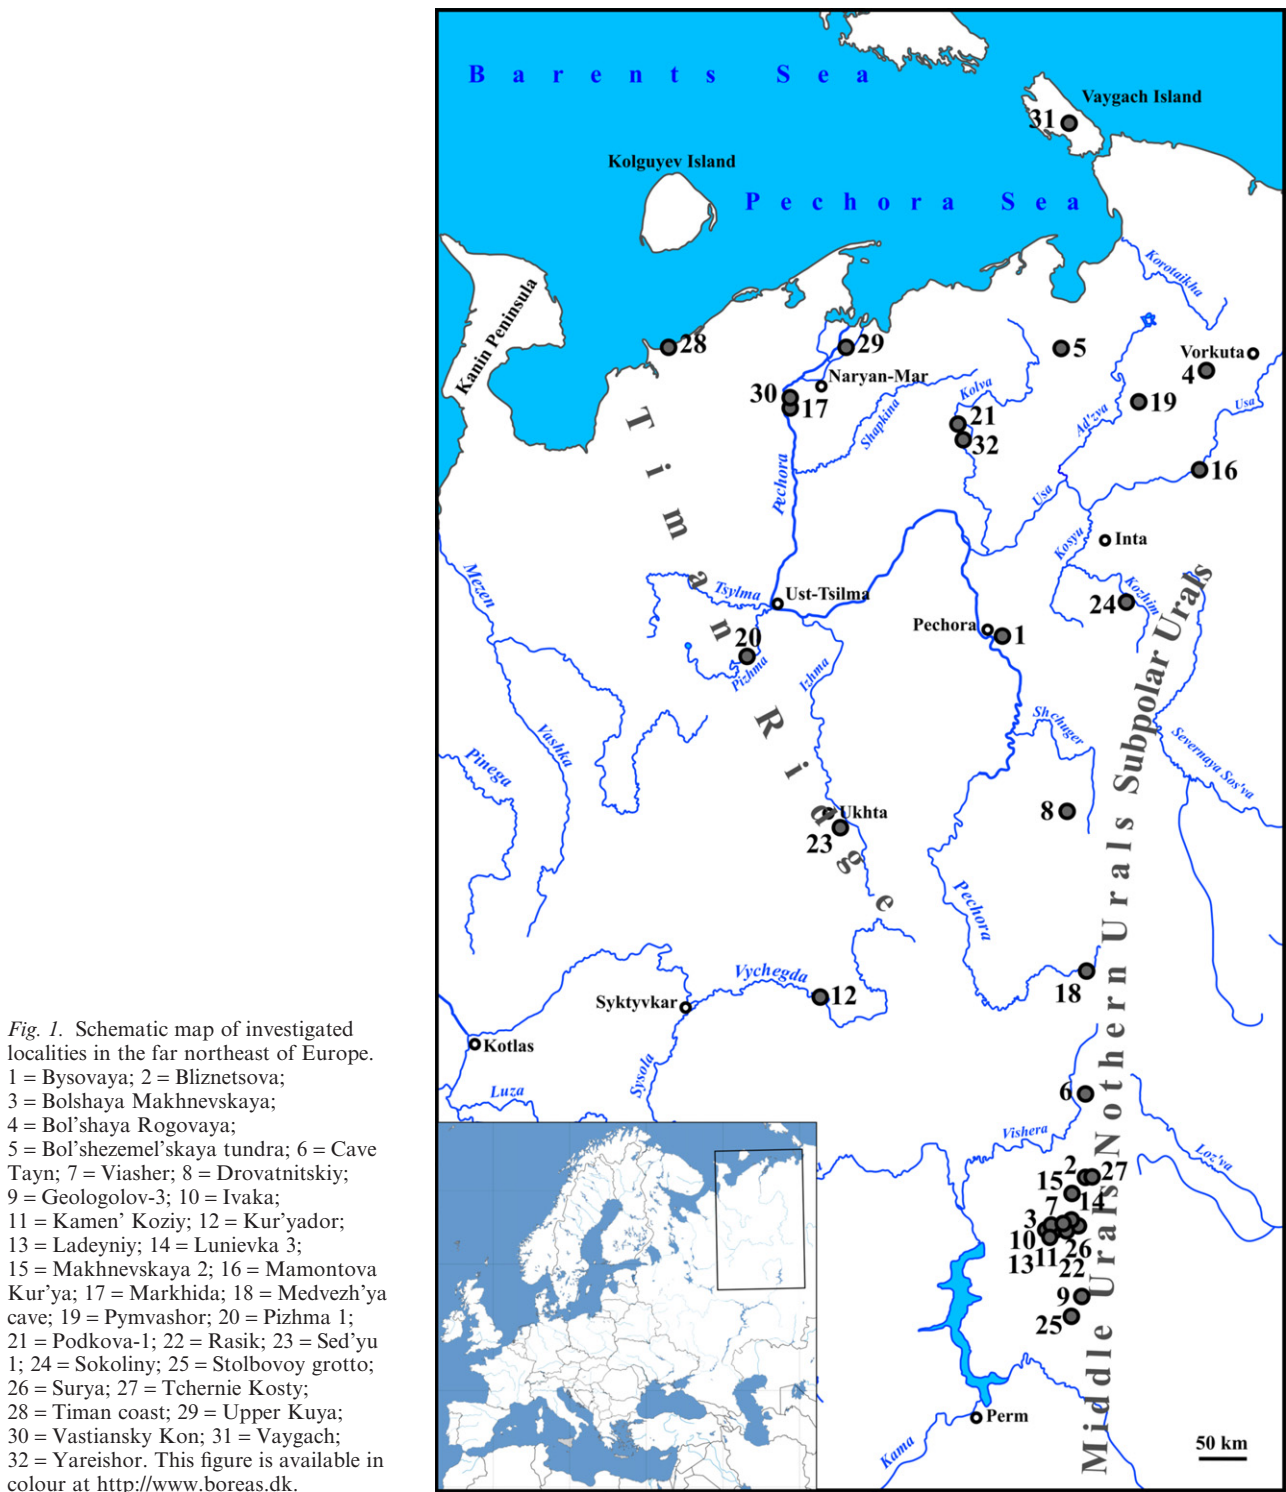 Fig. 1. Schematic map of investigated
localities in the far northeast of Europe.
1 = Bysovaya; 2 = Bliznetsova;
3 = Bolshaya Makhnevskaya;
4 = Bol'shaya Rogovaya;
5 = Bol'shezemel'skaya tundra; 6 = Cave
Tayn; 7 = Viasher; 8 = Drovatnitskiy;
9 = Geologolov-3; 10 = Ivaka;
11 = Kamen' Koziy; 12 = Kur'yador;
13 = Ladeyniy; 14 = Lunievka 3;
15 = Makhnevskaya 2; 16 = Mamontova
Kur'ya; 17 = Markhida; 18 = Medvezh'ya
cave; 19 = Pymvashor; 20 = Pizhma 1;
21 = Podkova-1; 22 = Rasik; 23 = Sed'yu
1; 24 = Sokoliny; 25 = Stolbovoy grotto;
26 = Surya; 27 = Tchernie Kosty;
28 = Timan coast; 29 = Upper Kuya;
30 = Vastiansky Kon; 31 = Vaygach;
32 = Yareishor. This figure is available in
colour at http://www.boreas.dk.
Barents Sea
Vaygach Island
31
Kolguyev Island
Pechora Sea
Korotaikha
Kanin Peninsula
28
29
5
Vorkuta
4
Naryan-Mar
30
17
Kolva
Shapkina
21
32
Ad'zva
19
Usa
16
Timan Ridge
Pechora
Usa
Kosyu
Inta
Mezen
Tsylma
Ust-Tsilma
24
Kozhim
Pechora
1
20
Pizhma
Izhma
Subpolar Urals
Shchuger
Severnaya Sos'va
Vashka
Pinega
Ukhta
23
8
Pechora
Nothern Urals
Vychegda
12
18
Syktyvkar
Kotlas
Sysola
Luza
6
Vishera
Loz'va
2
27
15
14
7
3
10
11
26
13
22
9
25
Middle Urals
Perm
Kama
50 km